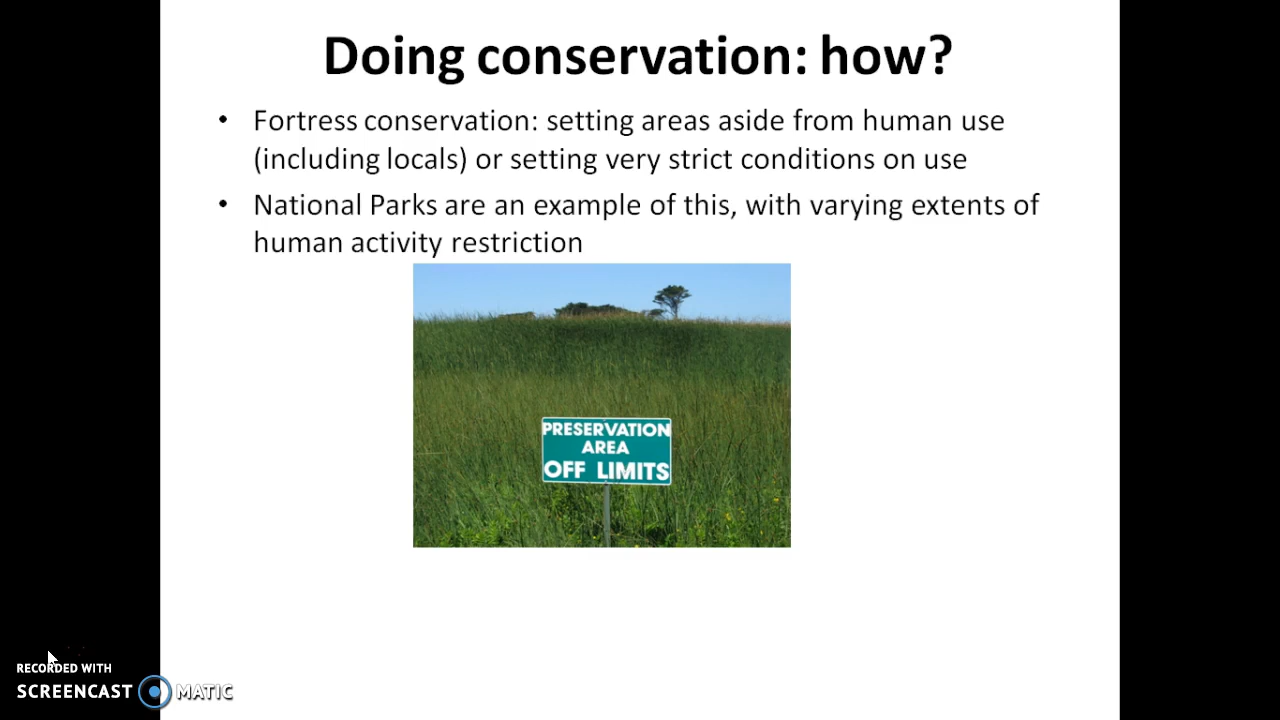 Doing conservation: how?
• Fortress conservation: setting areas aside from human use
(including locals) or setting very strict conditions on use
• National Parks are an example of this, with varying extents of
human activity restriction
PRESERVATION
AREA
OFF LIMITS
RECORDED WITH
SCREENCAST MATIC